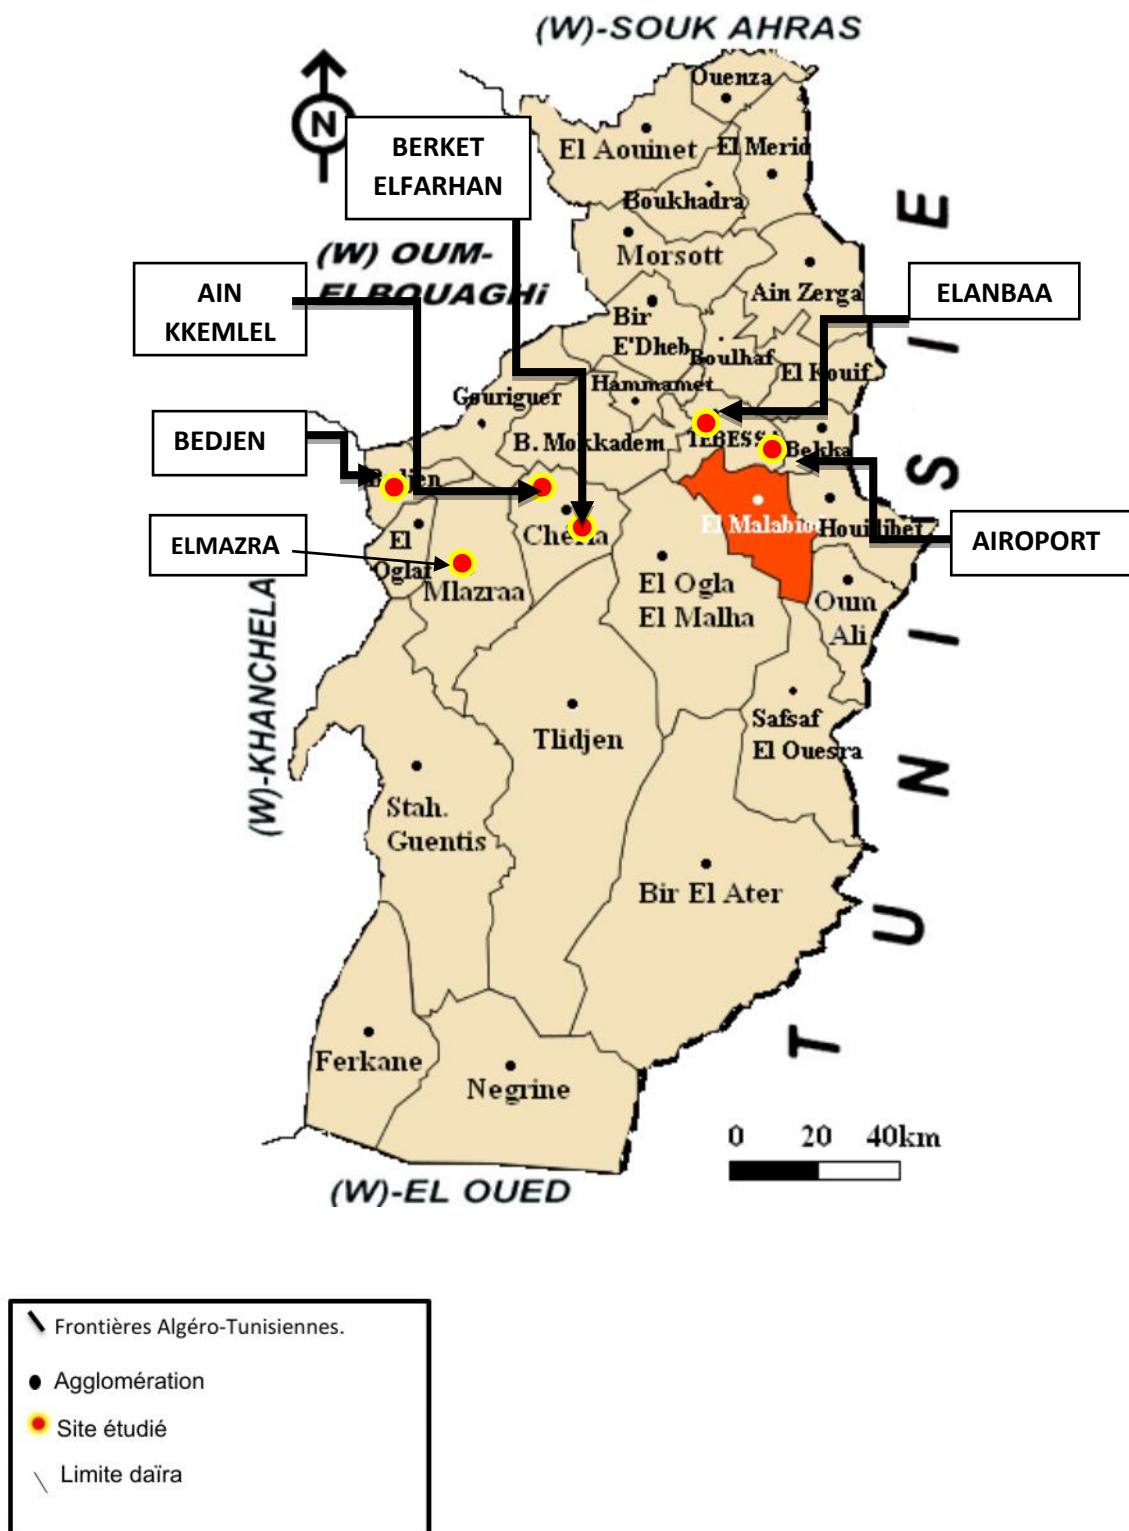 (W)-SOUK AHRAS
N
Ouenza
BERKET
ELFARHAN
El Aouinet
El Merid
Boukhadra
(W) OUM-
ELBOUAGHi
Morsott
AIN
KKEMLEL
Ain Zerga
ELANBAA
Bir
E'Dheb
Boulhaf
El Kouif
Hammamet
Gouriguer
BEDJEN
B. Mokkadem
TEBESSA
Bekka
Bedjen
El Malabiod
Houidjbet
ELMAZRA
El
Oglat
Cheria
AIROPORT
Mlazraa
El Ogla
El Malha
Oum
Ali
(W)-KHANCHELA
Safsaf
El Ouesra
Tlidjen
Stah.
Guentis
Bir El Ater
TUNISIE
Ferkane
Negrine
0 20 40km
(W)-EL OUED
Frontières Algéro-Tunisiennes.
Agglomération
Site étudié
Limite daïra